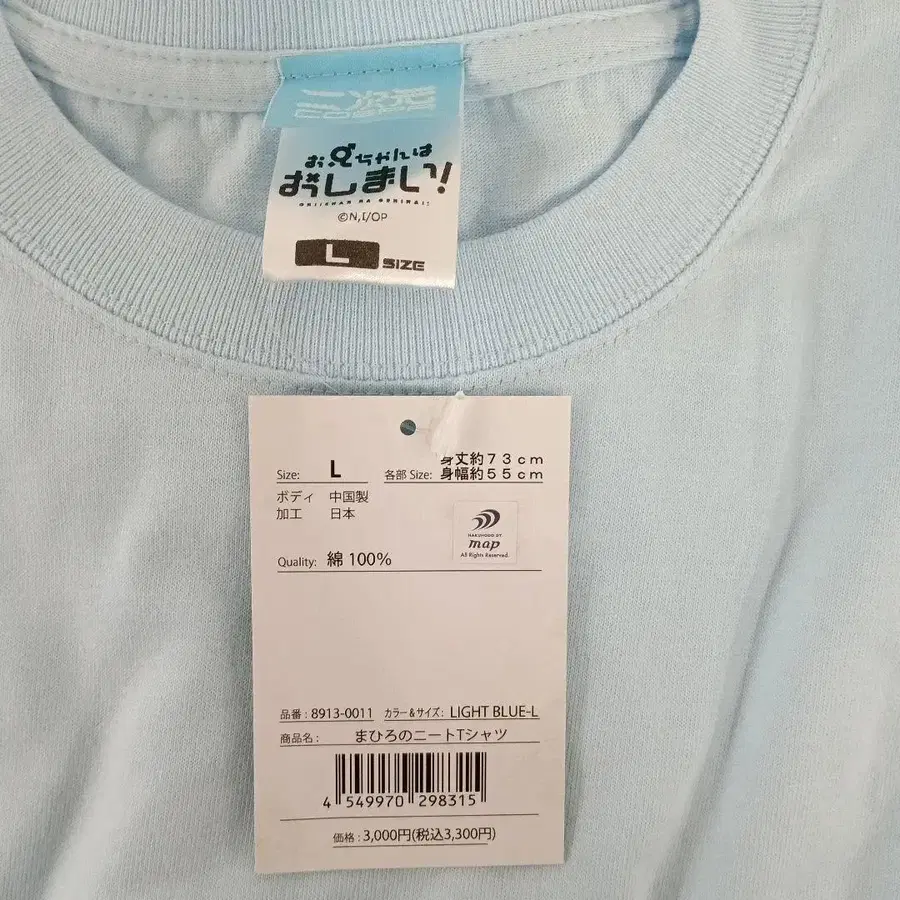 二次元
COSPA
お兄ちゃんは
おしまい!
ONIICHAN HA OSHIMAI!
©N,I/OP
L SIZE
Size: L 各部 Size: 身丈約73cm
身幅約55cm
ボディ 中国製
加工 日本
HAKUHODO DY
map
All Rights Reserved.
Quality: 綿 100%
品番: 8913-0011 カラー&サイズ: LIGHT BLUE-L
商品名: まひろのニートTシャツ
4 549970 298315
価格: 3,000円(税込3,300円)